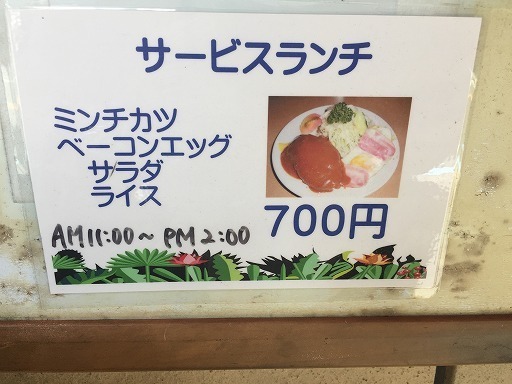 サービスランチ
ミンチカツ
ベーコンエッグ
サラダ
ライス
700円
AM11:00～PM2:00